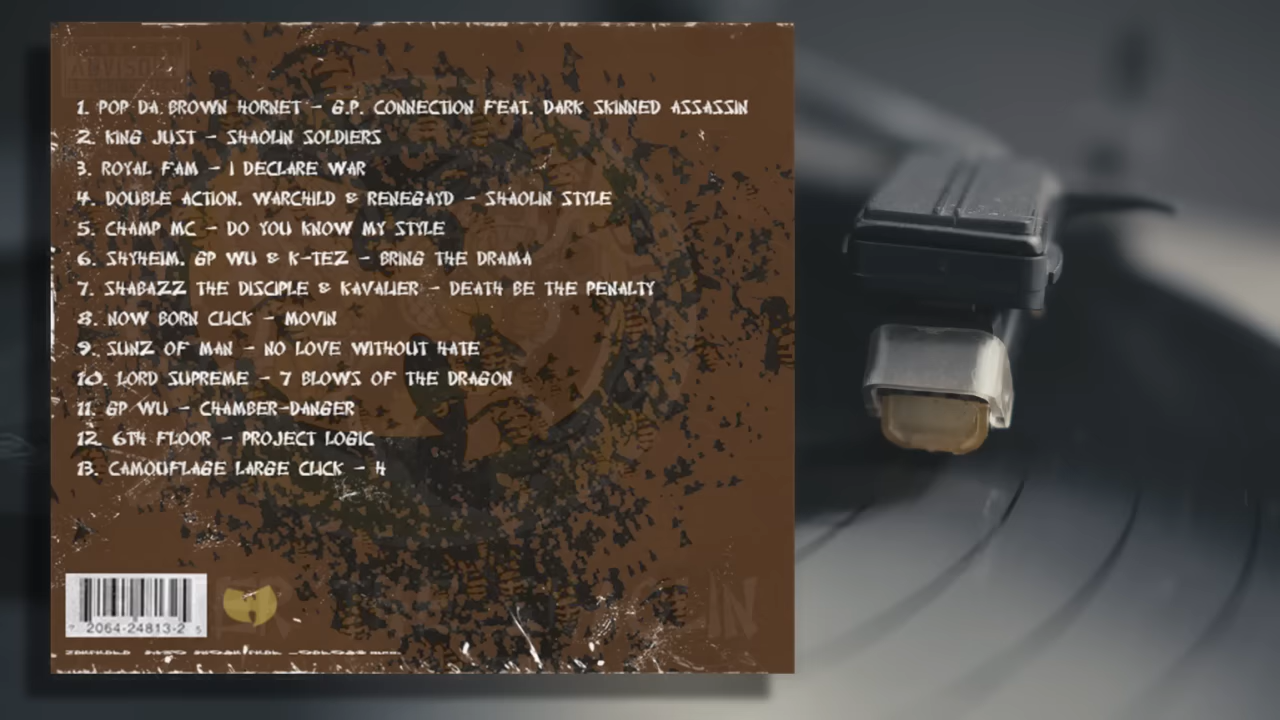 ADVISORY
1. POP DA BROWN HORNET - G.P. CONNECTION FEAT. DARK SKINNED ASSASSIN
2. KING JUST - SHAOLIN SOLDIERS
3. ROYAL FAM - I DECLARE WAR
4. DOUBLE ACTION, WARCHILD & RENEGAYD - SHAOLIN STYLE
5. CHAMP MC - DO YOU KNOW MY STYLE
6. SHYHEIM, GP WU & K-TEZ - BRING THE DRAMA
7. SHABAZZ THE DISCIPLE & KAVALIER - DEATH BE THE PENALTY
8. NOW BORN CLICK - MOVIN
9. SUNZ OF MAN - NO LOVE WITHOUT HATE
10. LORD SUPREME - 7 BLOWS OF THE DRAGON
11. GP WU - CHAMBER-DANGER
12. 6TH FLOOR - PROJECT LOGIC
13. CAMOUFLAGE LARGE CLICK - 4
? 2064-24813-2 5